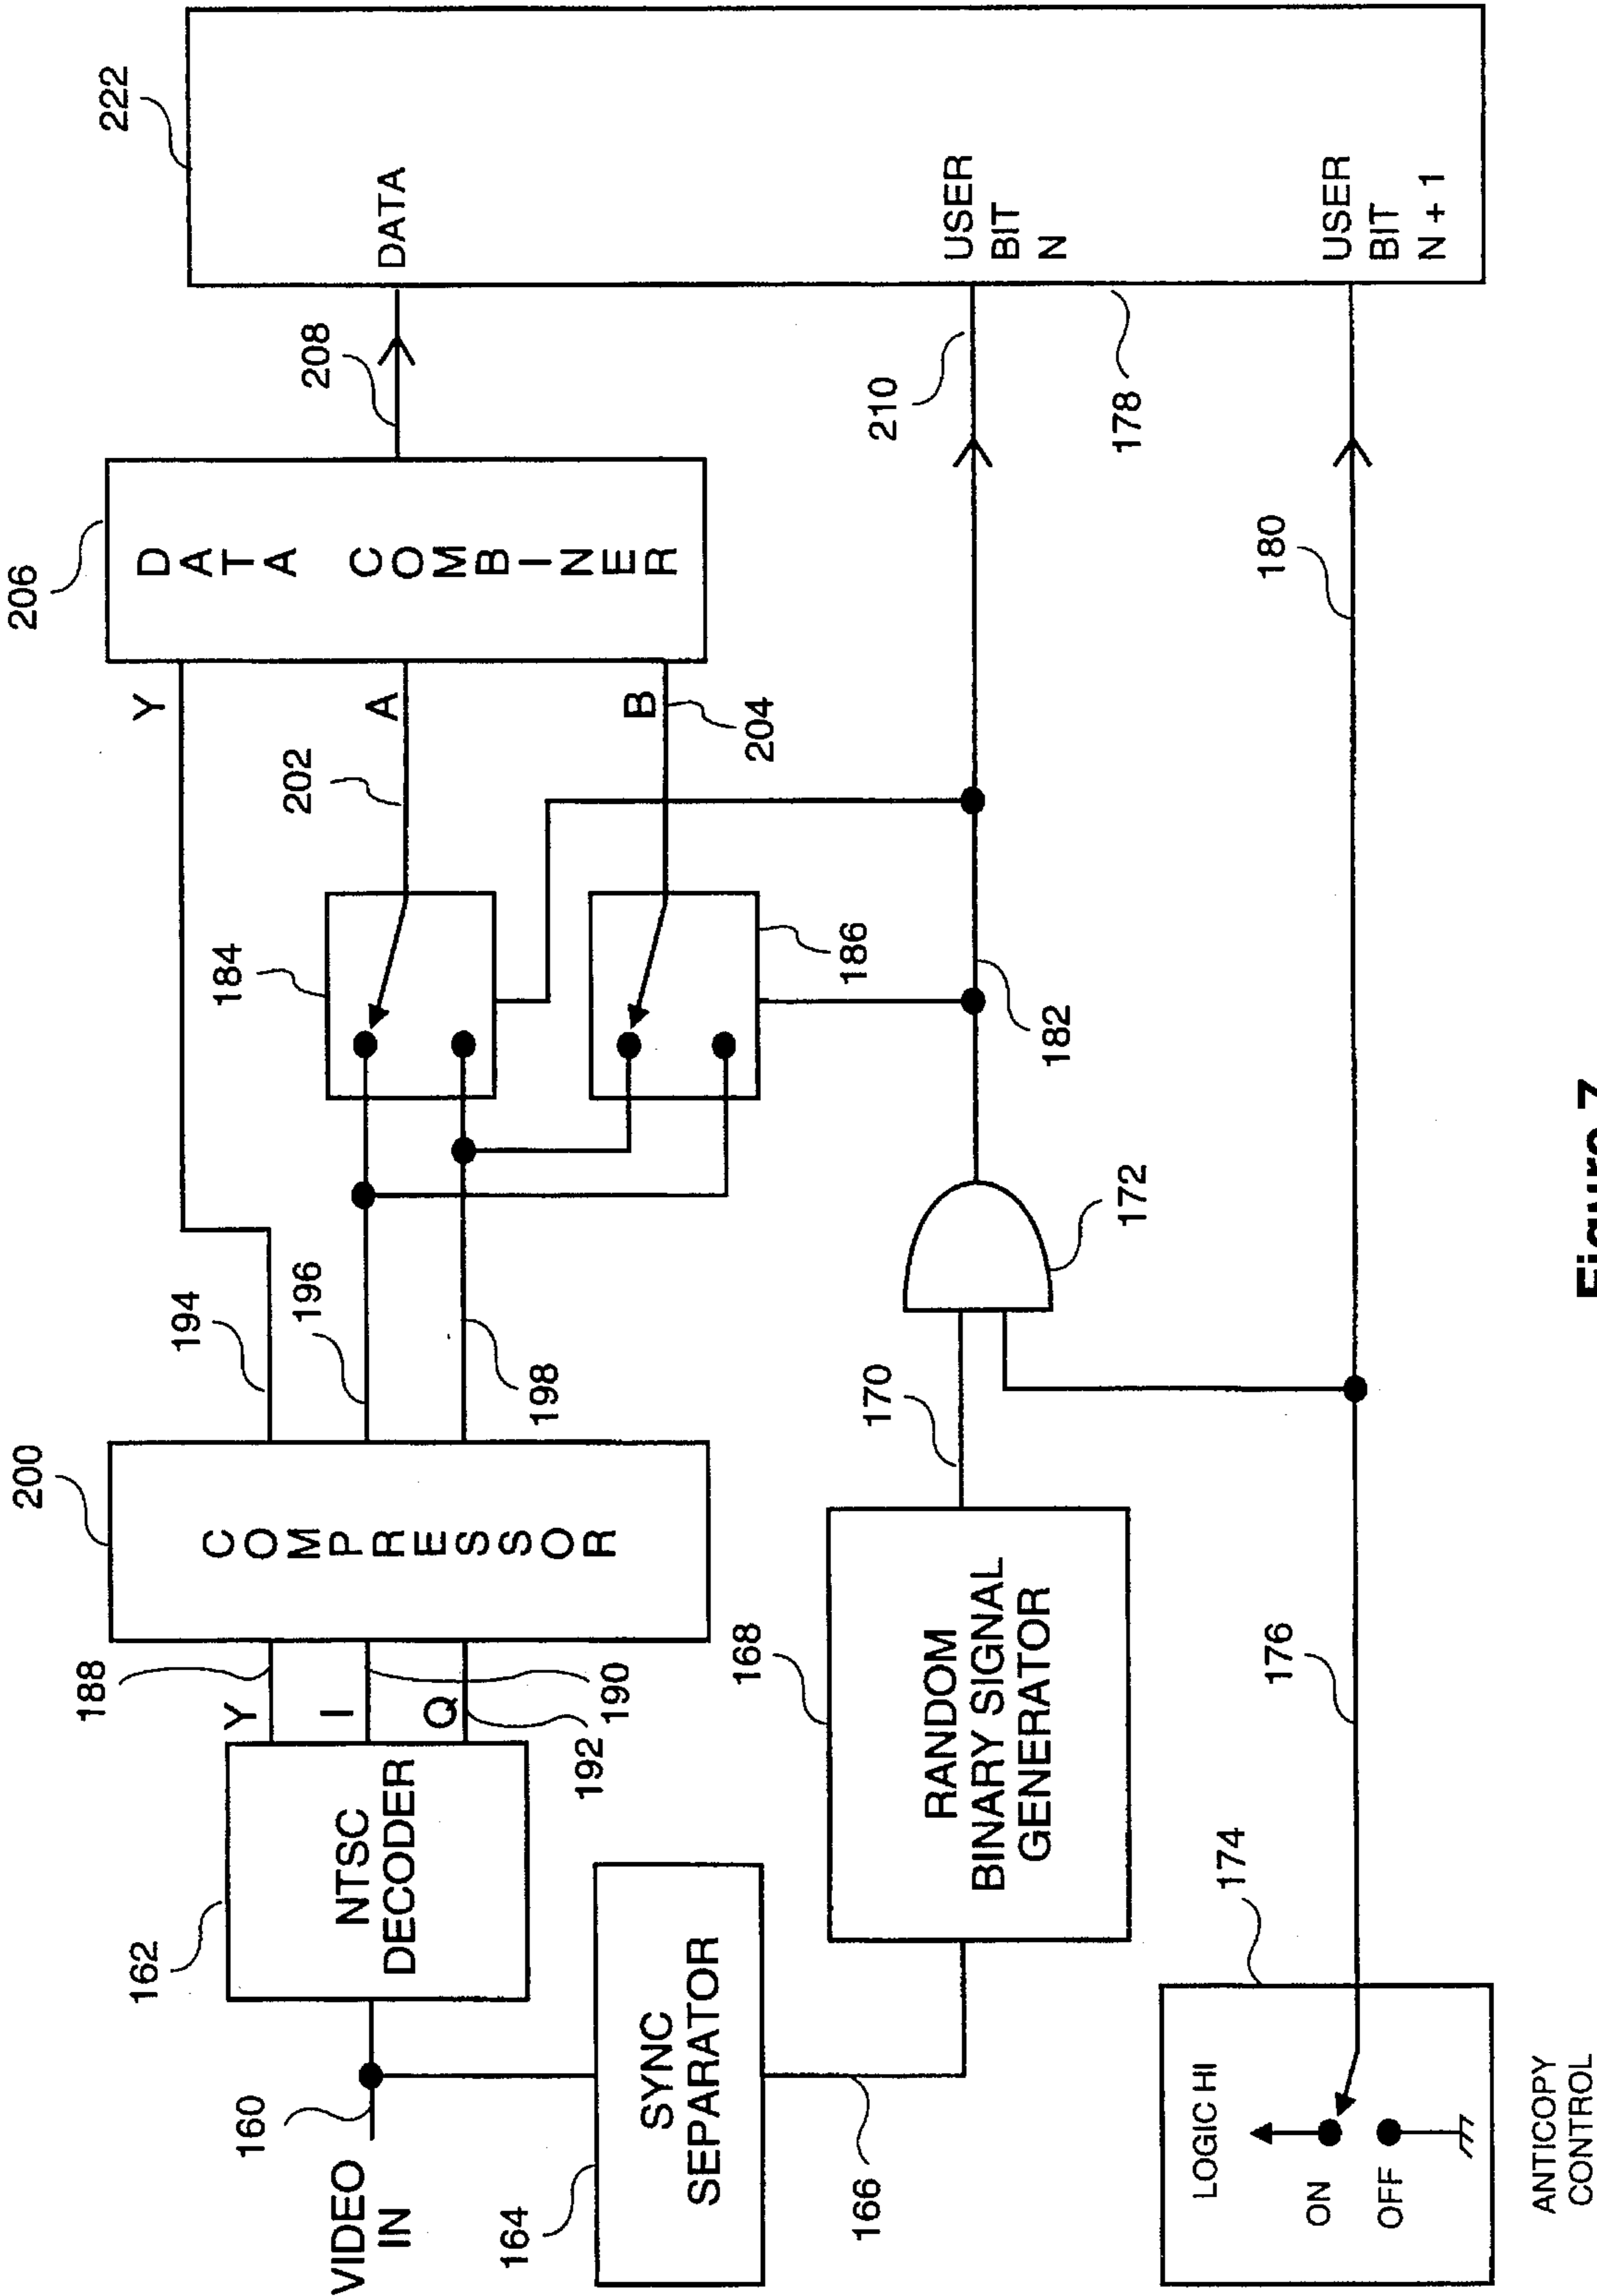 VIDEO
IN
160
162
NTSC
DECODER
164
SYNC
SEPARATOR
166
Y
I
Q
188
190
192
200
COMPRESSOR
194
196
198
184
186
202
204
Y
A
B
206
DATA COMBINER
208
222
DATA
168
RANDOM
BINARY SIGNAL
GENERATOR
170
172
182
210
USER
BIT
N
178
174
LOGIC HI
ON
OFF
ANTICOPY
CONTROL
176
180
USER
BIT
N + 1
Figure 7